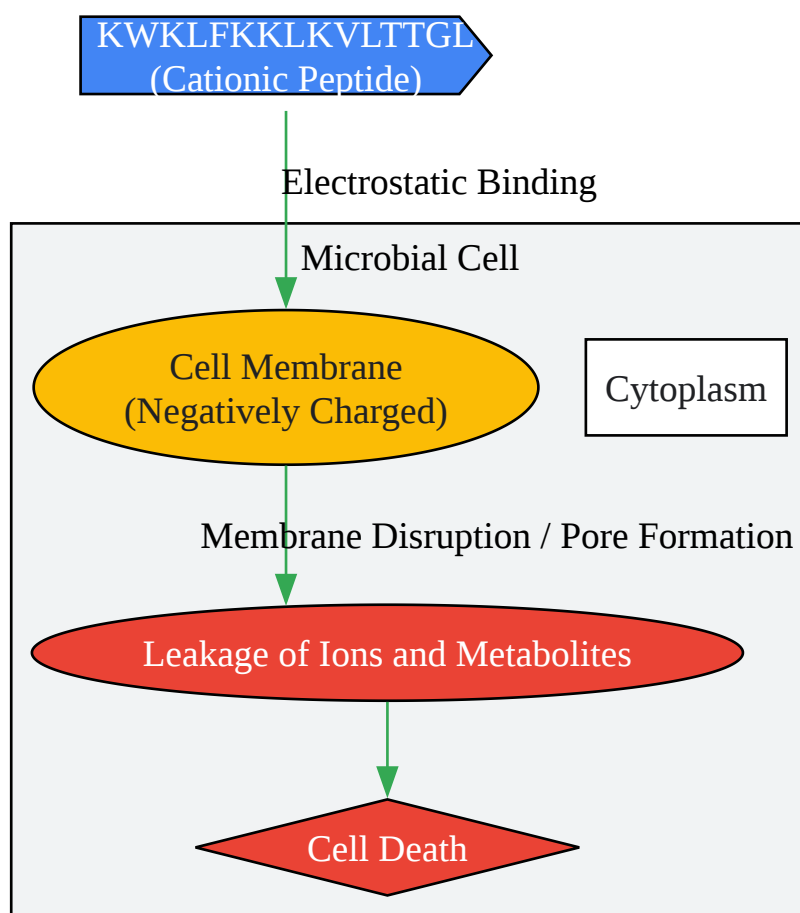 KWKLFKKLKVLTTGL
(Cationic Peptide)
Electrostatic Binding
Microbial Cell
Cell Membrane
(Negatively Charged)
Cytoplasm
Membrane Disruption / Pore Formation
Leakage of Ions and Metabolites
Cell Death